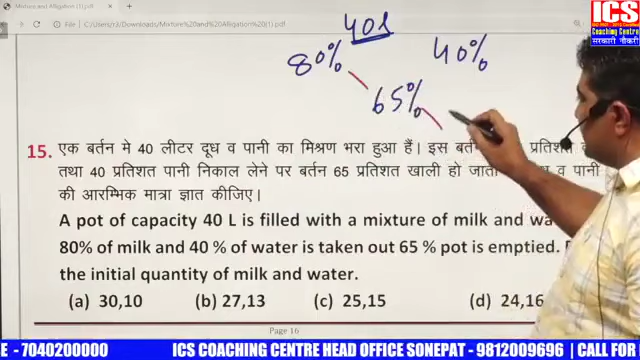 Mixture and Alligation (1).pdf
File | C:/Users/r3/Downloads/Mixture%20and%20Alligation%20(1).pdf
ICS
Coaching Centre
सरकारी नौकरी
40l
80% 40%
65%
15. एक बर्तन मे 40 लीटर दूध व पानी का मिश्रण भरा हुआ हैं। इस प्रतिशत
तथा 40 प्रतिशत पानी निकाल लेने पर बर्तन 65 प्रतिशत खाली हो व पानी
की आरम्भिक मात्रा ज्ञात कीजिए।
A pot of capacity 40 L is filled with a mixture of milk and
80% of milk and 40 % of water is taken out 65 % pot is emptied.
the initial quantity of milk and water.
(a) 30,10 (b) 27,13 (c) 25,15 (d) 24,16
Page 16
E - 7040200000 ICS COACHING CENTRE HEAD OFFICE SONEPAT - 9812009696 | CALL FOR